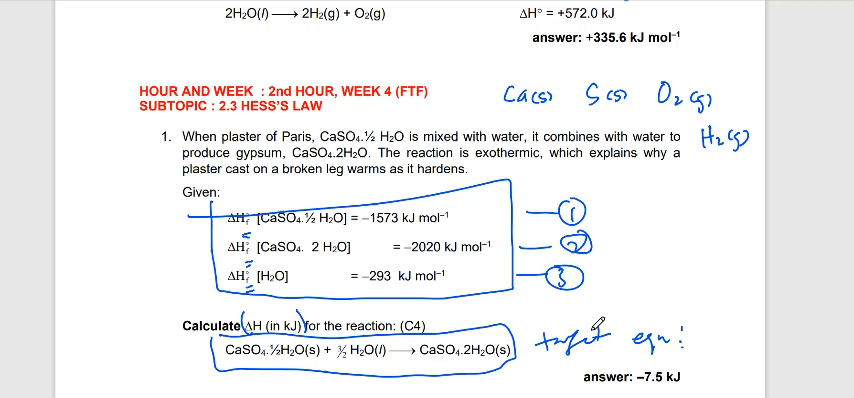 2H₂O(l) ⟶ 2H₂(g) + O₂(g) ΔH° = +572.0 kJ
answer: +335.6 kJ mol⁻¹
HOUR AND WEEK : 2nd HOUR, WEEK 4 (FTF)
SUBTOPIC : 2.3 HESS'S LAW
Ca(s) S(s) O₂(g)
H₂(g)
1. When plaster of Paris, CaSO₄.½ H₂O is mixed with water, it combines with water to
produce gypsum, CaSO₄.2H₂O. The reaction is exothermic, which explains why a
plaster cast on a broken leg warms as it hardens.
Given:
ΔH°f [CaSO₄.½ H₂O] = –1573 kJ mol⁻¹ ①
ΔH°f [CaSO₄. 2 H₂O] = –2020 kJ mol⁻¹ ②
ΔH°f [H₂O] = –293 kJ mol⁻¹ ③
Calculate ΔH (in kJ) for the reaction: (C4)
CaSO₄.½H₂O(s) + 3⁄2 H₂O(l) ⟶ CaSO₄.2H₂O(s) target eqn :
answer: –7.5 kJ